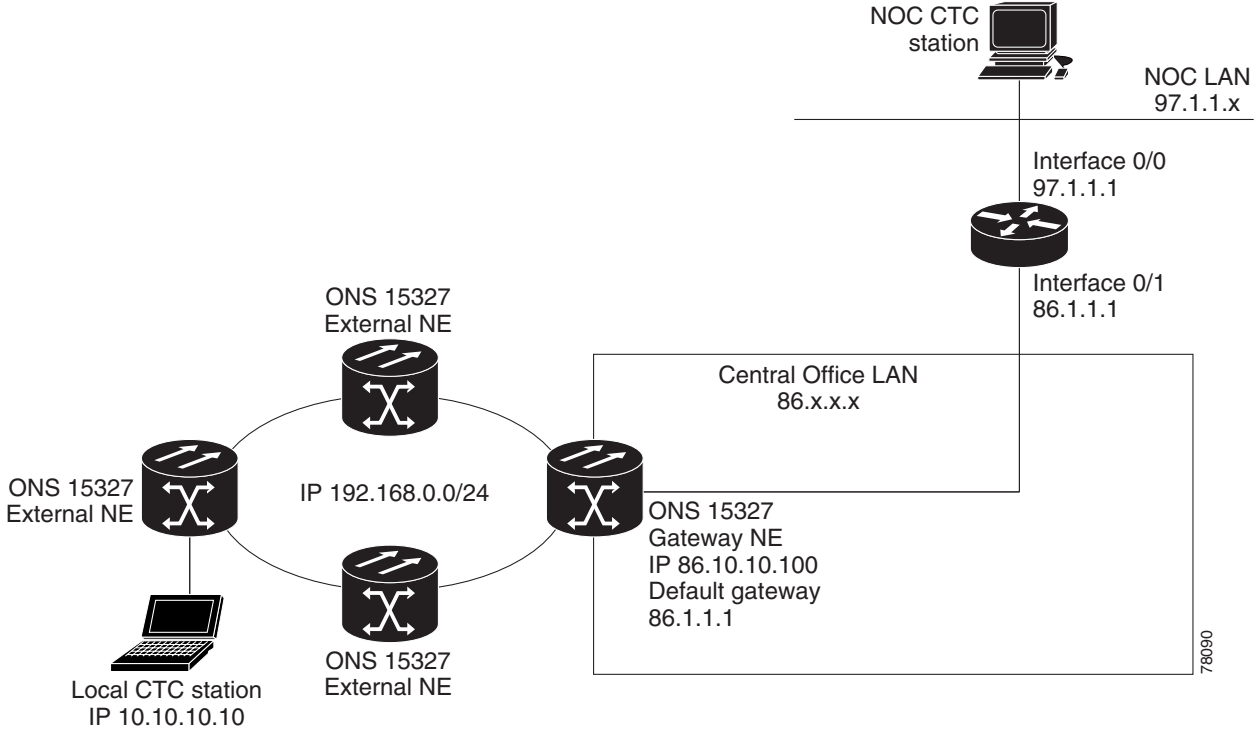 NOC CTC
station
NOC LAN
97.1.1.x
Interface 0/0
97.1.1.1
Interface 0/1
86.1.1.1
ONS 15327
External NE
Central Office LAN
86.x.x.x
ONS 15327
External NE
IP 192.168.0.0/24
ONS 15327
Gateway NE
IP 86.10.10.100
Default gateway
86.1.1.1
ONS 15327
External NE
Local CTC station
IP 10.10.10.10
78090